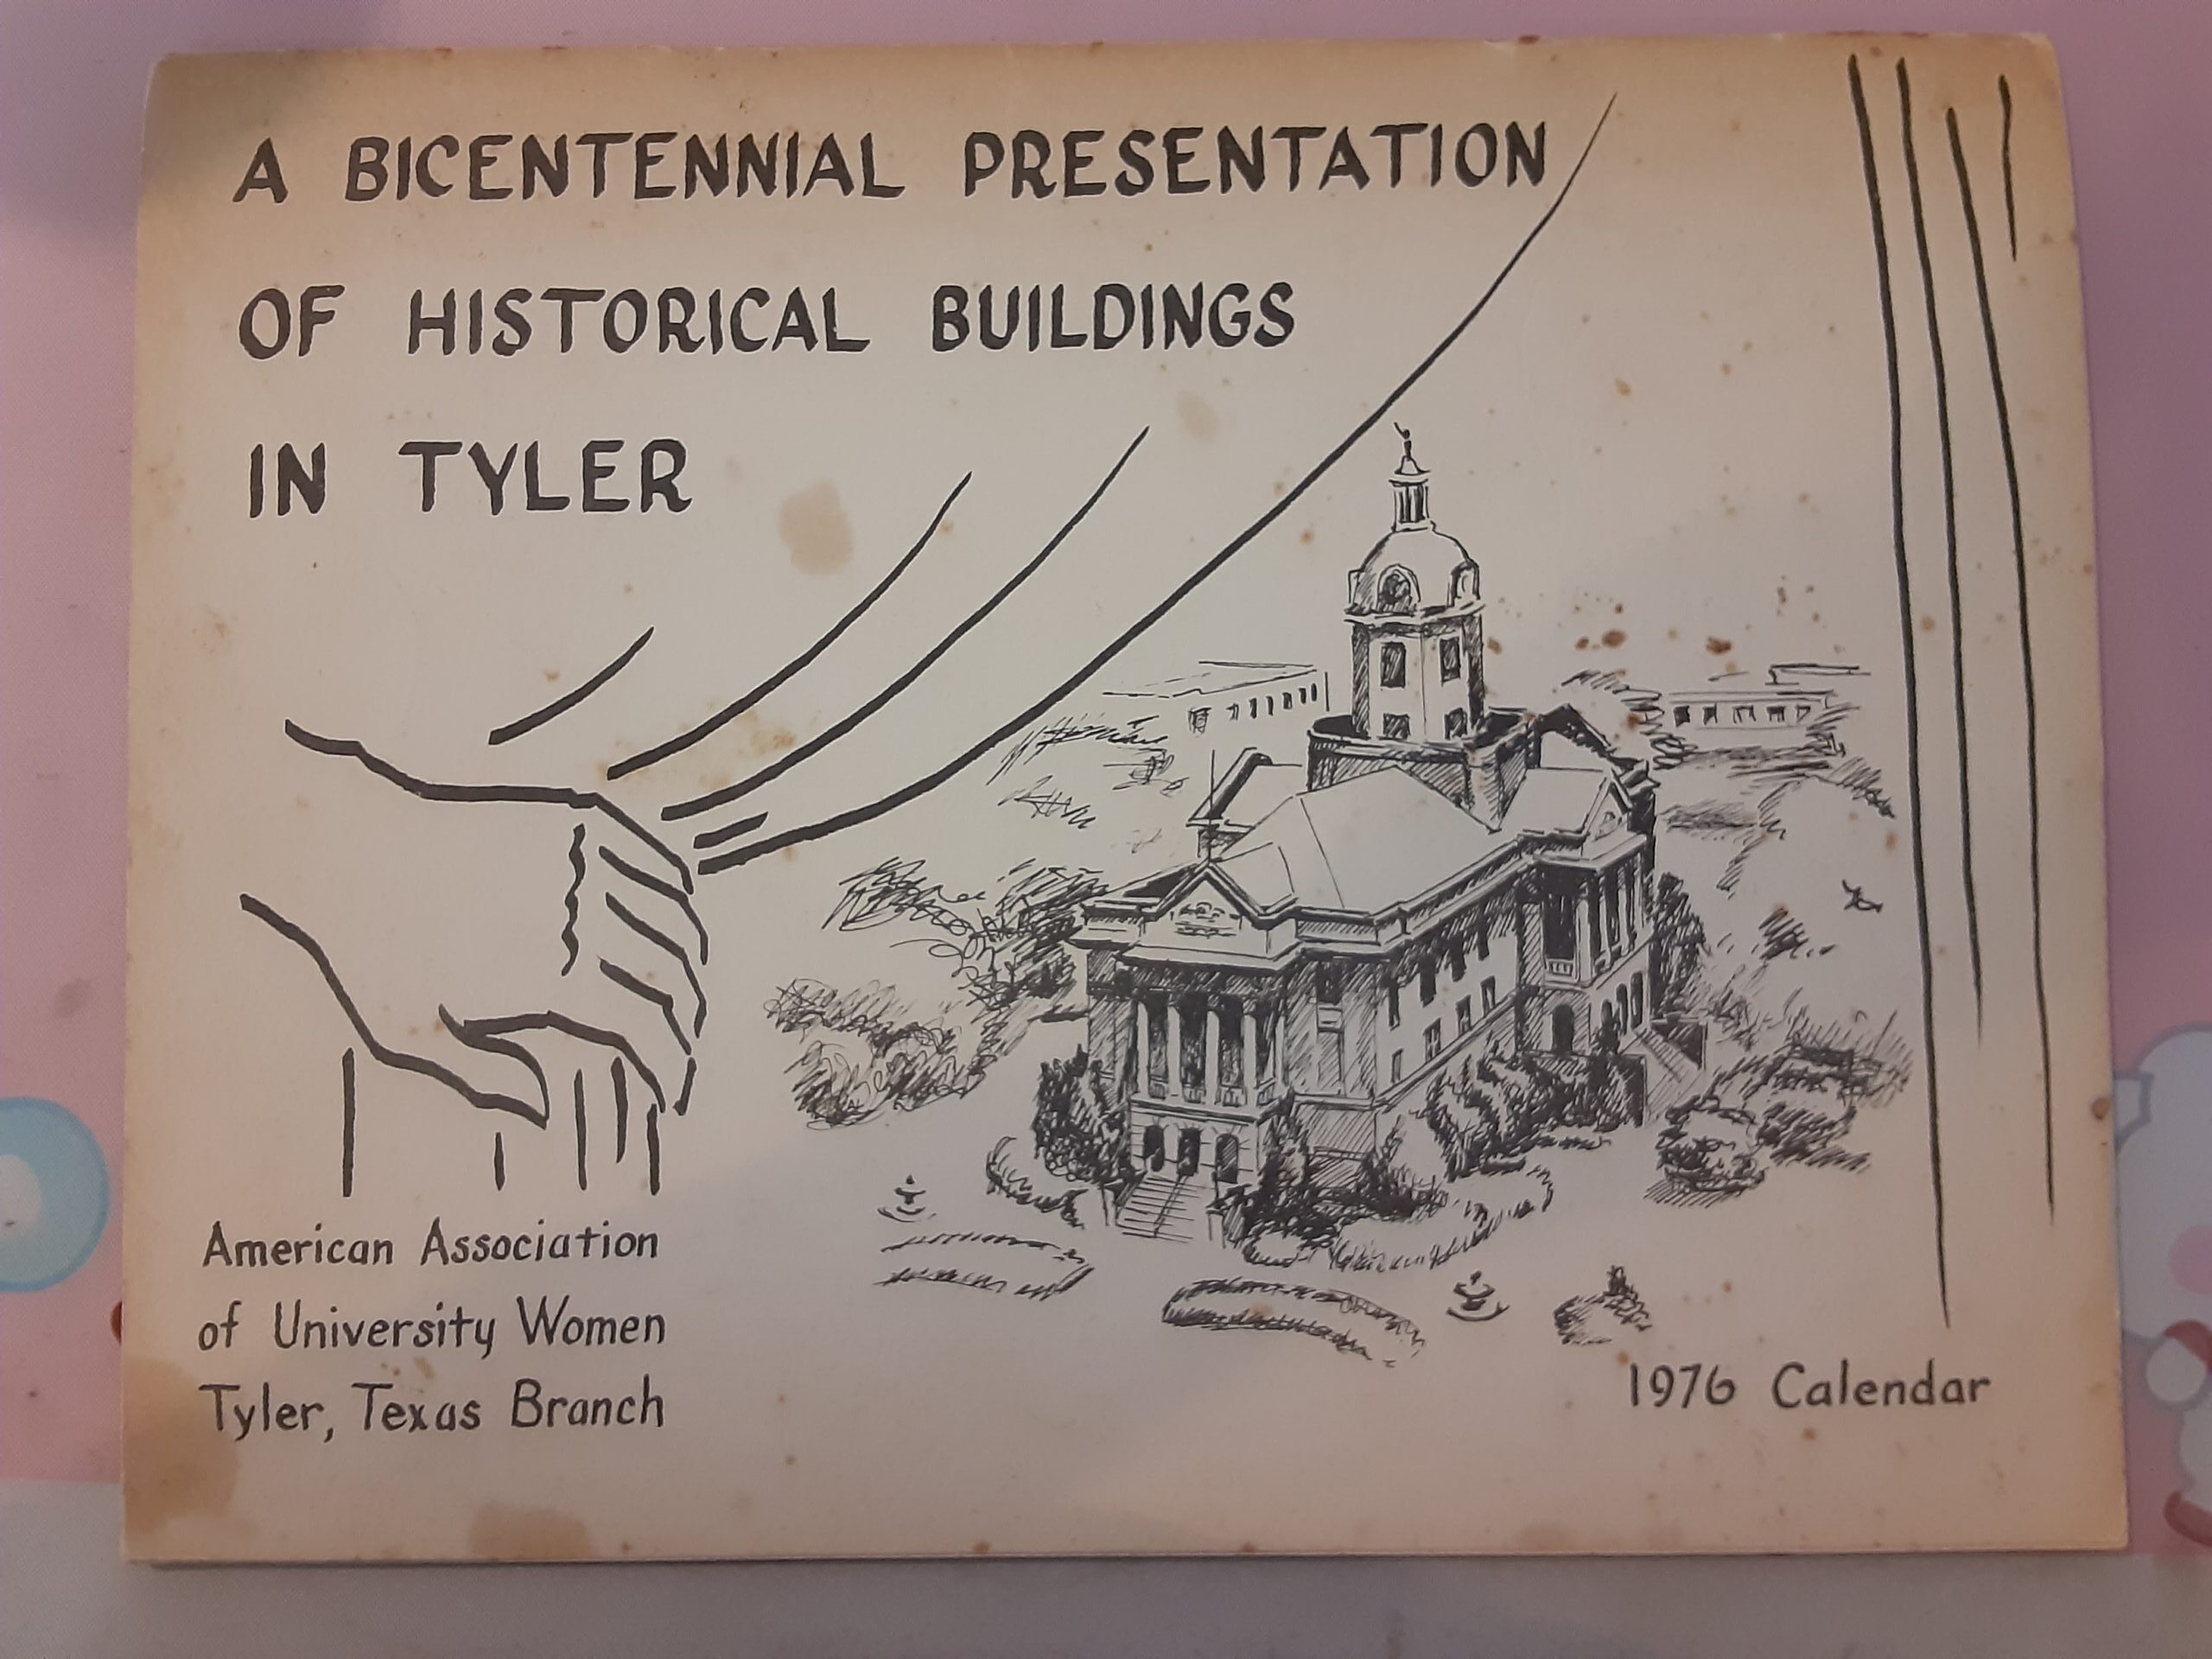 A BICENTENNIAL PRESENTATION
OF HISTORICAL BUILDINGS
IN TYLER
American Association
of University Women
Tyler, Texas Branch
1976 Calendar